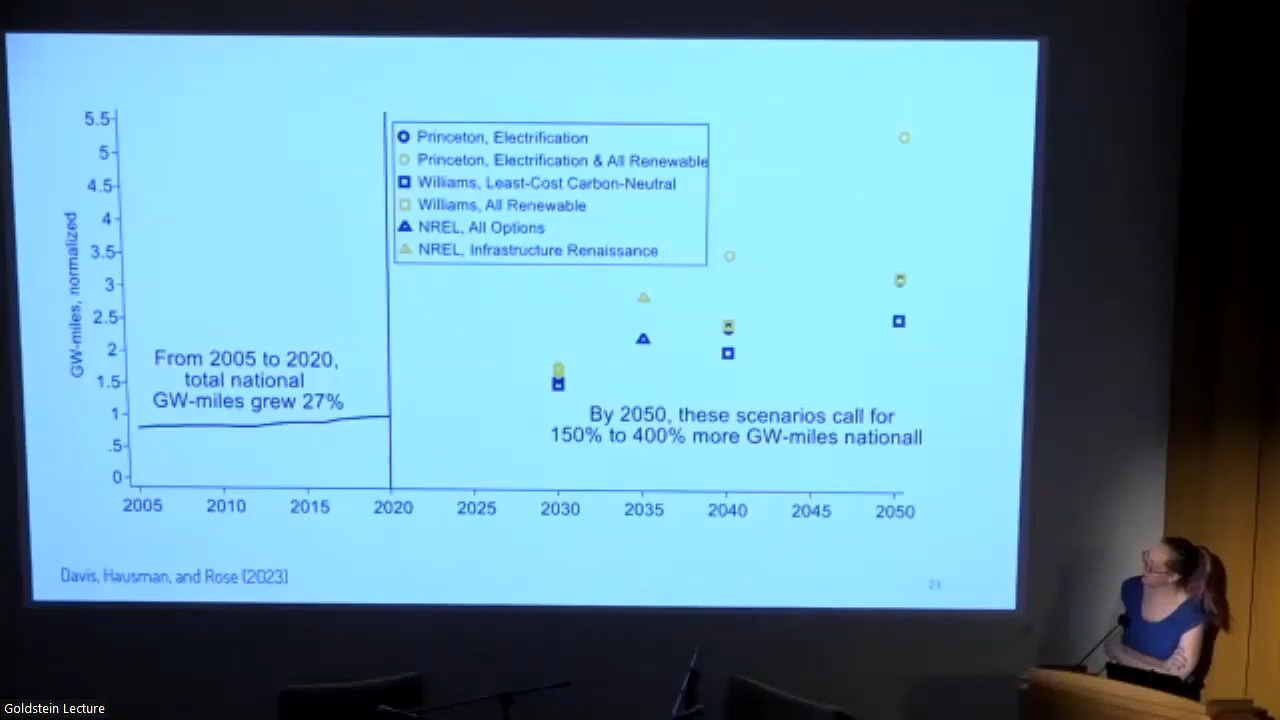 5.5
5
4.5
4
3.5
3
2.5
2
1.5
1
.5
0
GW-miles, normalized
Princeton, Electrification
Princeton, Electrification & All Renewable
Williams, Least-Cost Carbon-Neutral
Williams, All Renewable
NREL, All Options
NREL, Infrastructure Renaissance
From 2005 to 2020,
total national
GW-miles grew 27%
By 2050, these scenarios call for
150% to 400% more GW-miles nationall
2005 2010 2015 2020 2025 2030 2035 2040 2045 2050
Davis, Hausman, and Rose (2023)
Goldstein Lecture